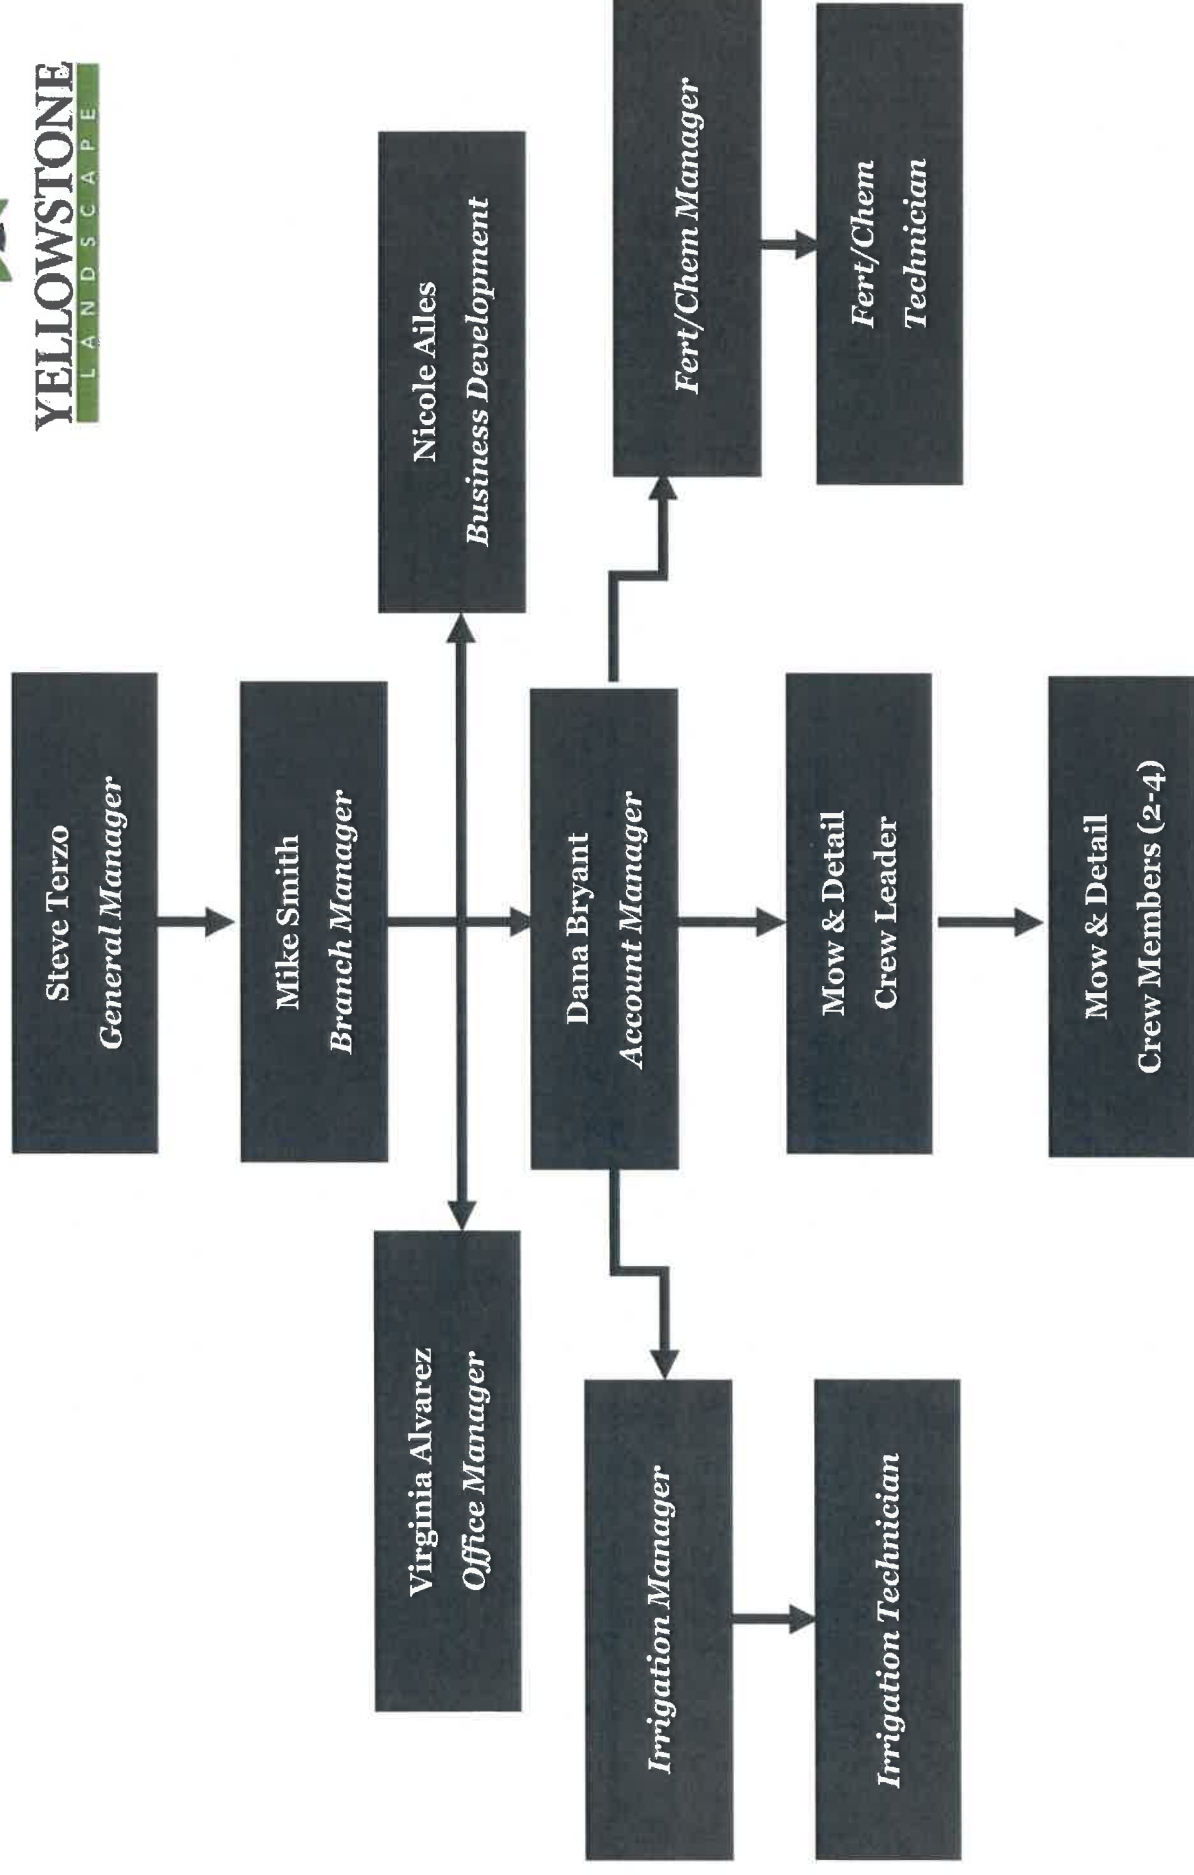 YELLOWSTONE
LANDSCAPE
Steve Terzo
General Manager
Mike Smith
Branch Manager
Virginia Alvarez
Office Manager
Nicole Ailes
Business Development
Dana Bryant
Account Manager
Irrigation Manager
Fert/Chem Manager
Mow & Detail
Crew Leader
Irrigation Technician
Fert/Chem
Technician
Mow & Detail
Crew Members (2-4)